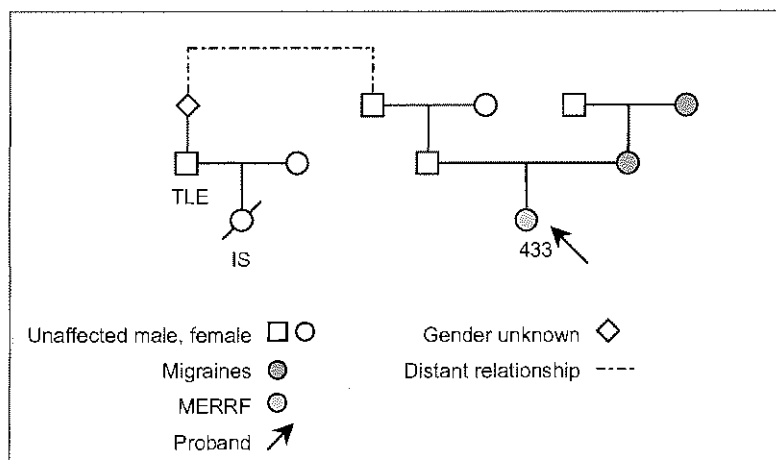 TLE
IS
433
Unaffected male, female
Gender unknown
Migraines
Distant relationship
MERRF
Proband